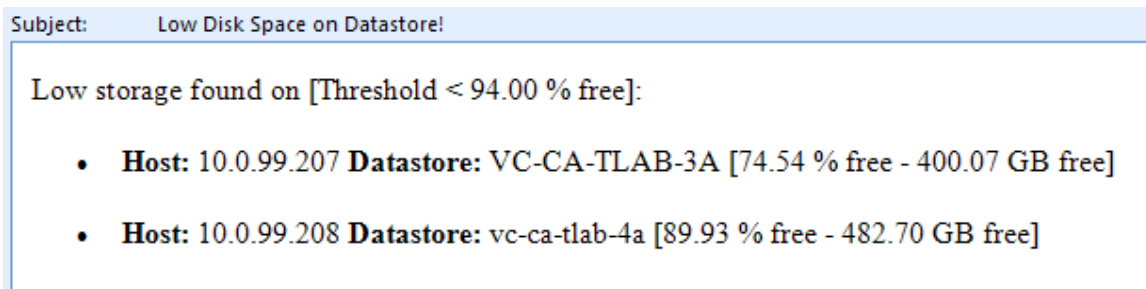 Subject: Low Disk Space on Datastore!
Low storage found on [Threshold < 94.00 % free]:
• Host: 10.0.99.207 Datastore: VC-CA-TLAB-3A [74.54 % free - 400.07 GB free]
• Host: 10.0.99.208 Datastore: vc-ca-tlab-4a [89.93 % free - 482.70 GB free]